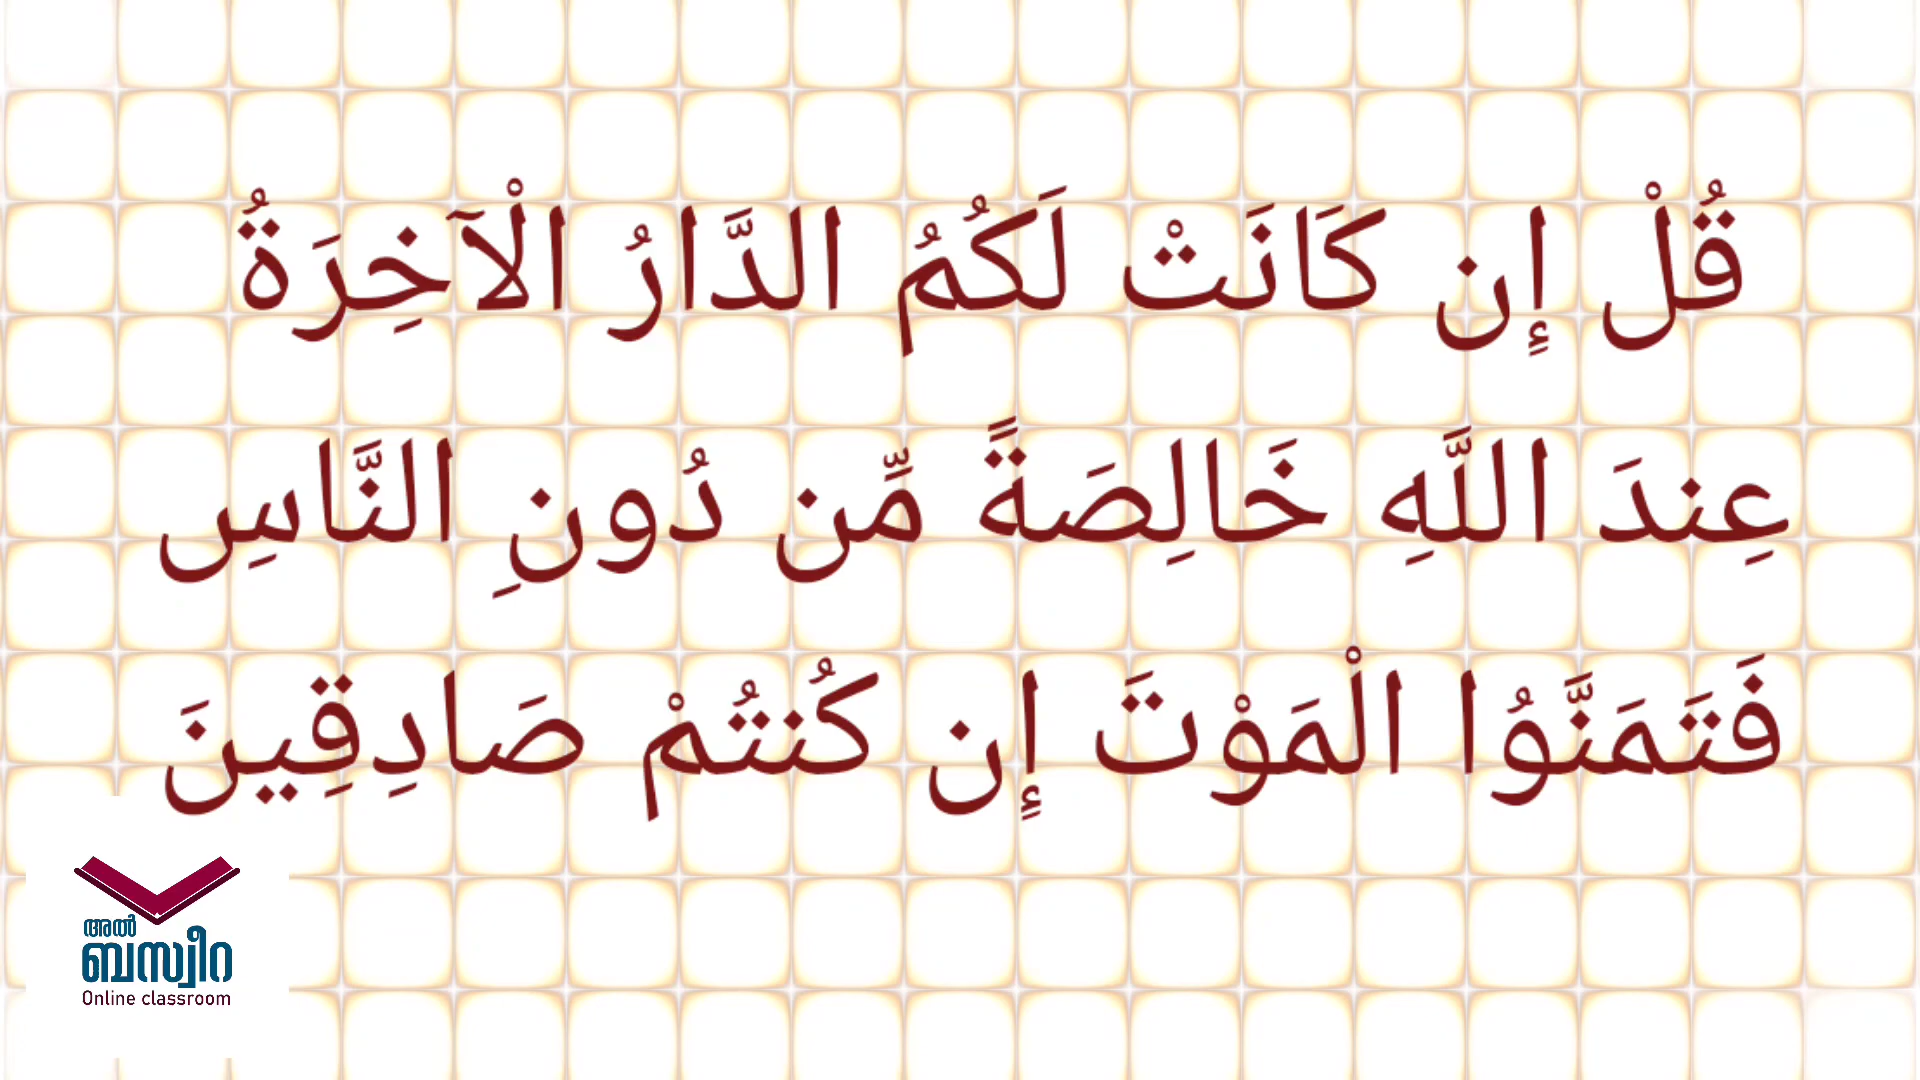 قُلْ إِن كَانَتْ لَكُمُ الدَّارُ الْآخِرَةُ
عِندَ اللَّهِ خَالِصَةً مِّن دُونِ النَّاسِ
فَتَمَنَّوُا الْمَوْتَ إِن كُنتُمْ صَادِقِينَ
അൽ
ബസ്വീറ
Online classroom